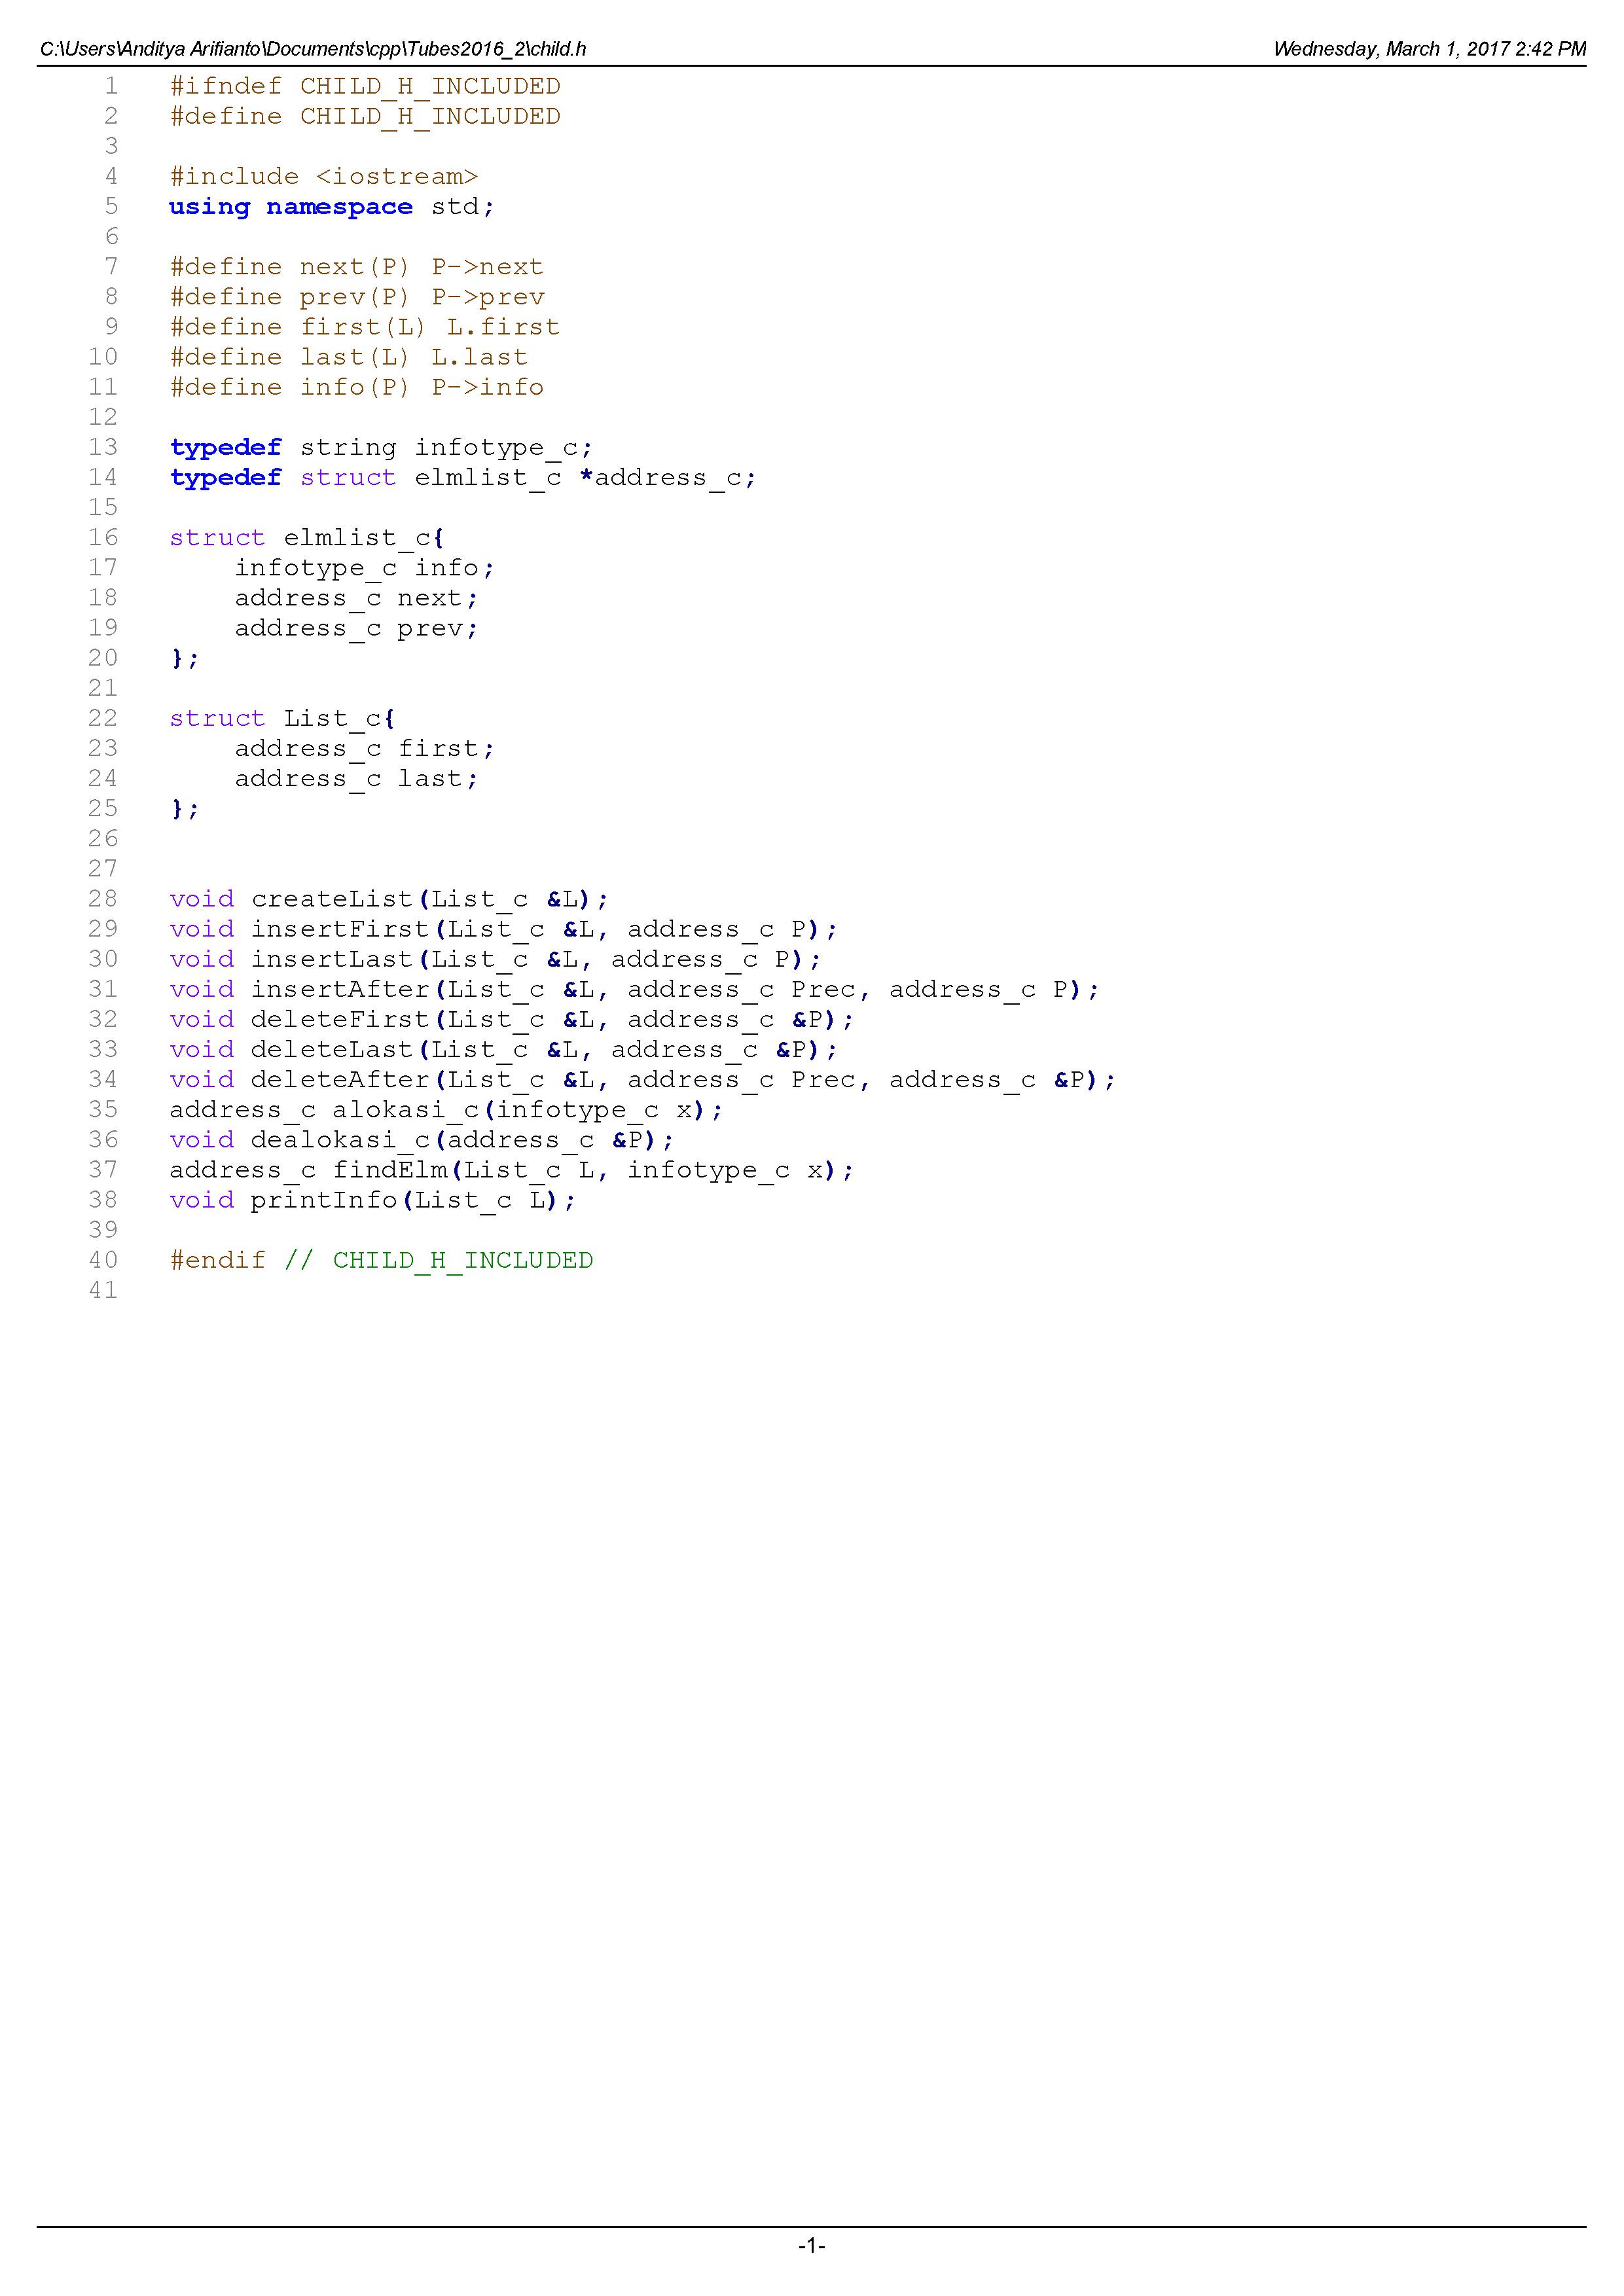 C:\Users\Anditya Arifianto\Documents\cpp\Tubes2016_2\child.h Wednesday, March 1, 2017 2:42 PM
1 #ifndef CHILD_H_INCLUDED
2 #define CHILD_H_INCLUDED
3
4 #include <iostream>
5 using namespace std;
6
7 #define next(P) P->next
8 #define prev(P) P->prev
9 #define first(L) L.first
10 #define last(L) L.last
11 #define info(P) P->info
12
13 typedef string infotype_c;
14 typedef struct elmlist_c *address_c;
15
16 struct elmlist_c{
17     infotype_c info;
18     address_c next;
19     address_c prev;
20 };
21
22 struct List_c{
23     address_c first;
24     address_c last;
25 };
26
27
28 void createList(List_c &L);
29 void insertFirst(List_c &L, address_c P);
30 void insertLast(List_c &L, address_c P);
31 void insertAfter(List_c &L, address_c Prec, address_c P);
32 void deleteFirst(List_c &L, address_c &P);
33 void deleteLast(List_c &L, address_c &P);
34 void deleteAfter(List_c &L, address_c Prec, address_c &P);
35 address_c alokasi_c(infotype_c x);
36 void dealokasi_c(address_c &P);
37 address_c findElm(List_c L, infotype_c x);
38 void printInfo(List_c L);
39
40 #endif // CHILD_H_INCLUDED
41
-1-